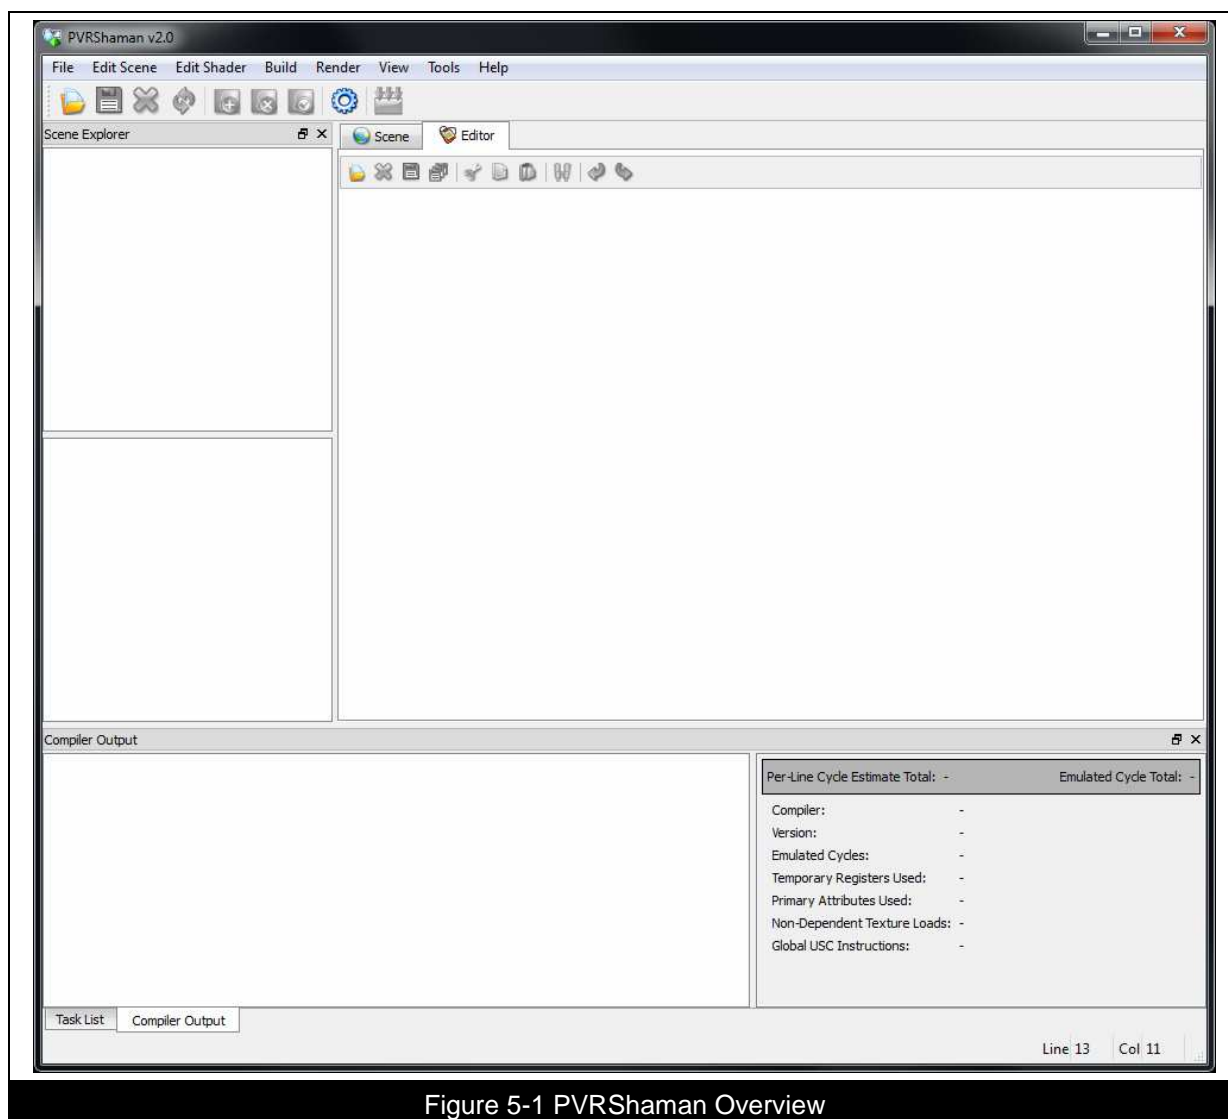 PVRShaman v2.0
File Edit Scene Edit Shader Build Render View Tools Help
Scene Explorer
Scene Editor
Compiler Output
Per-Line Cycle Estimate Total: - Emulated Cycle Total: -
Compiler: -
Version: -
Emulated Cycles: -
Temporary Registers Used: -
Primary Attributes Used: -
Non-Dependent Texture Loads: -
Global USC Instructions: -
Task List Compiler Output
Line 13 Col 11
Figure 5-1 PVRShaman Overview